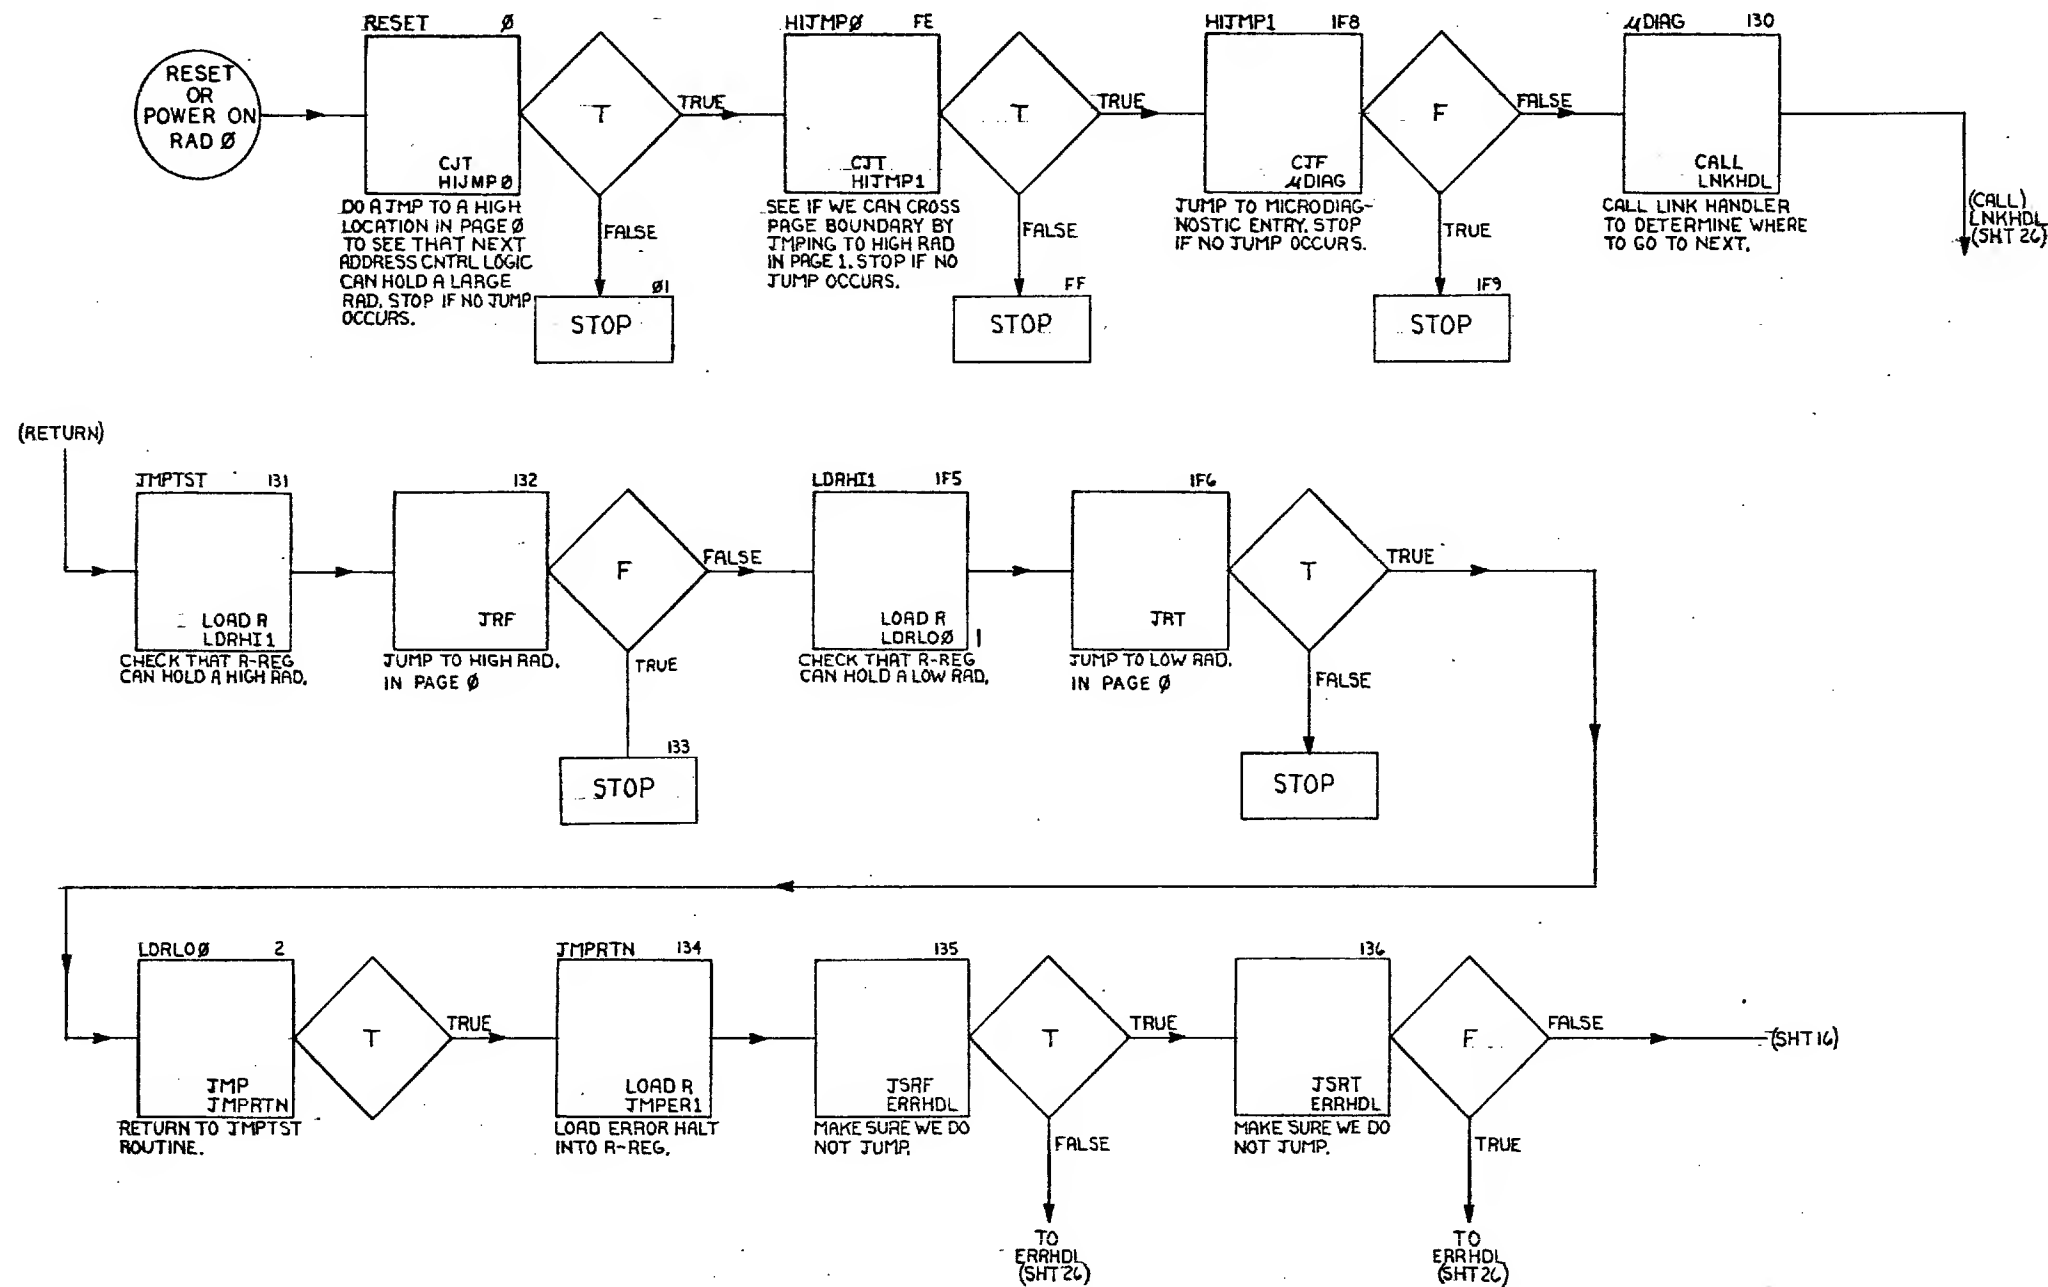 RESET
OR
POWER ON
RAD Ø
RESET Ø
CJT
HIJMPØ
DO A JMP TO A HIGH
LOCATION IN PAGE Ø
TO SEE THAT NEXT
ADDRESS CNTRL LOGIC
CAN HOLD A LARGE
RAD. STOP IF NO JUMP
OCCURS.
T
TRUE
FALSE
Ø1
STOP
HIJMPØ FE
CJT
HIJMP1
SEE IF WE CAN CROSS
PAGE BOUNDARY BY
JMPING TO HIGH RAD
IN PAGE 1. STOP IF NO
JUMP OCCURS.
T
TRUE
FALSE
FF
STOP
HIJMP1 1F8
CJF
µDIAG
JUMP TO MICRODIAG-
NOSTIC ENTRY. STOP
IF NO JUMP OCCURS.
F
FALSE
TRUE
1F9
STOP
µDIAG 130
CALL
LNKHDL
CALL LINK HANDLER
TO DETERMINE WHERE
TO GO TO NEXT.
(CALL)
LNKHDL
(SHT 26)
(RETURN)
JMPTST 131
LOAD R
LDRHI1
CHECK THAT R-REG
CAN HOLD A HIGH RAD.
132
JRF
JUMP TO HIGH RAD.
IN PAGE Ø
F
FALSE
TRUE
133
STOP
LDRHI1 1F5
LOAD R
LDRLOØ
CHECK THAT R-REG
CAN HOLD A LOW RAD.
1F6
JRT
JUMP TO LOW RAD.
IN PAGE Ø
T
TRUE
FALSE
STOP
LDRLOØ 2
JMP
JMPRTN
RETURN TO JMPTST
ROUTINE.
T
TRUE
JMPRTN 134
LOAD R
JMPER1
LOAD ERROR HALT
INTO R-REG.
135
JSRF
ERRHDL
MAKE SURE WE DO
NOT JUMP.
T
TRUE
FALSE
TO
ERRHDL
(SHT 26)
136
JSRT
ERRHDL
MAKE SURE WE DO
NOT JUMP.
F
FALSE
TRUE
TO
ERRHDL
(SHT 26)
(SHT 16)